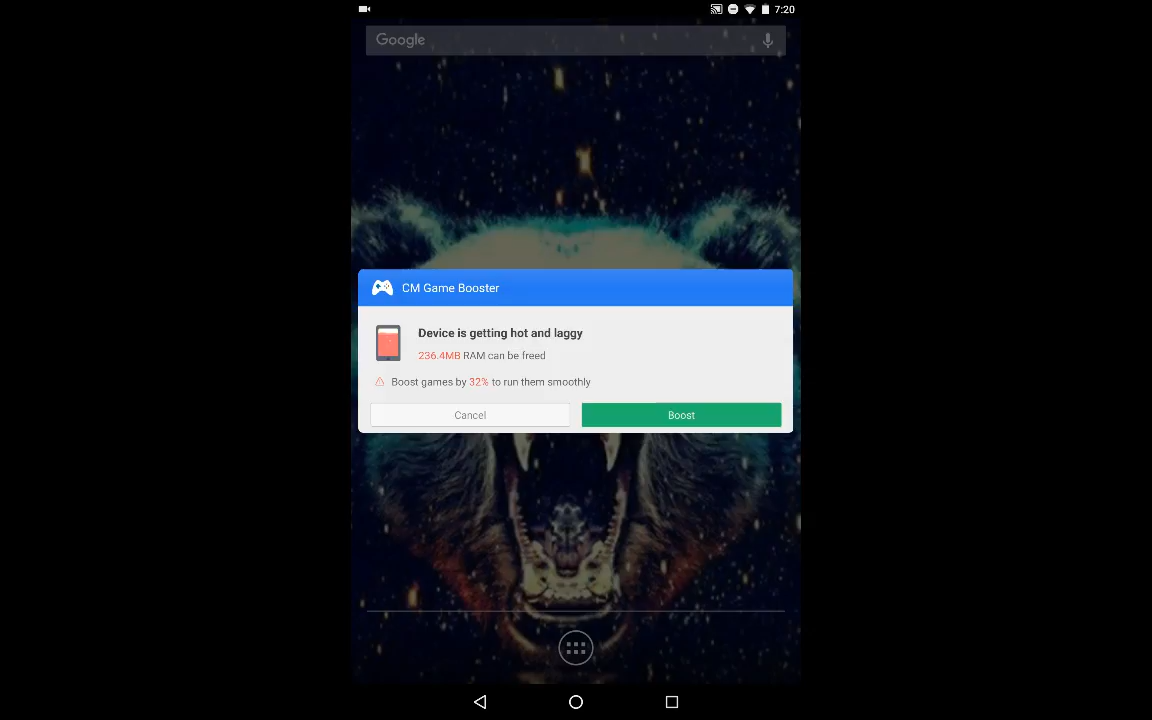 7:20
Google
CM Game Booster
Device is getting hot and laggy
236.4MB RAM can be freed
Boost games by 32% to run them smoothly
Cancel
Boost